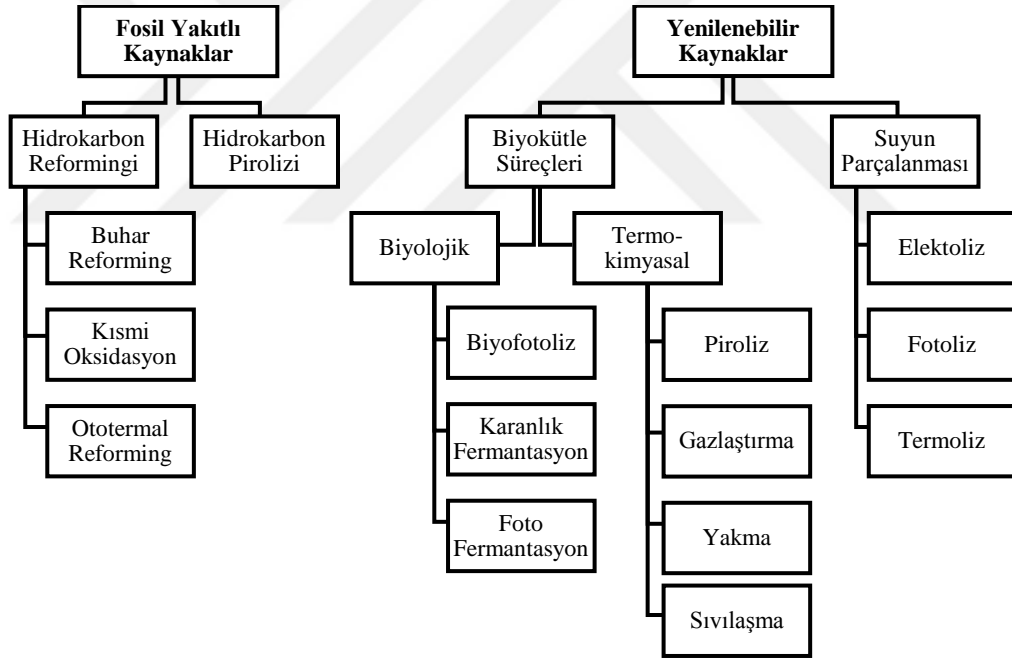 Fosil Yakıtlı
Kaynaklar
Hidrokarbon
Reformingi
Buhar
Reforming
Kısmi
Oksidasyon
Ototermal
Reforming
Hidrokarbon
Pirolizi
Yenilenebilir
Kaynaklar
Biyokütle
Süreçleri
Biyolojik
Biyofotoliz
Karanlık
Fermantasyon
Foto
Fermantasyon
Termo-
kimyasal
Piroliz
Gazlaştırma
Yakma
Sıvılaşma
Suyun
Parçalanması
Elektoliz
Fotoliz
Termoliz